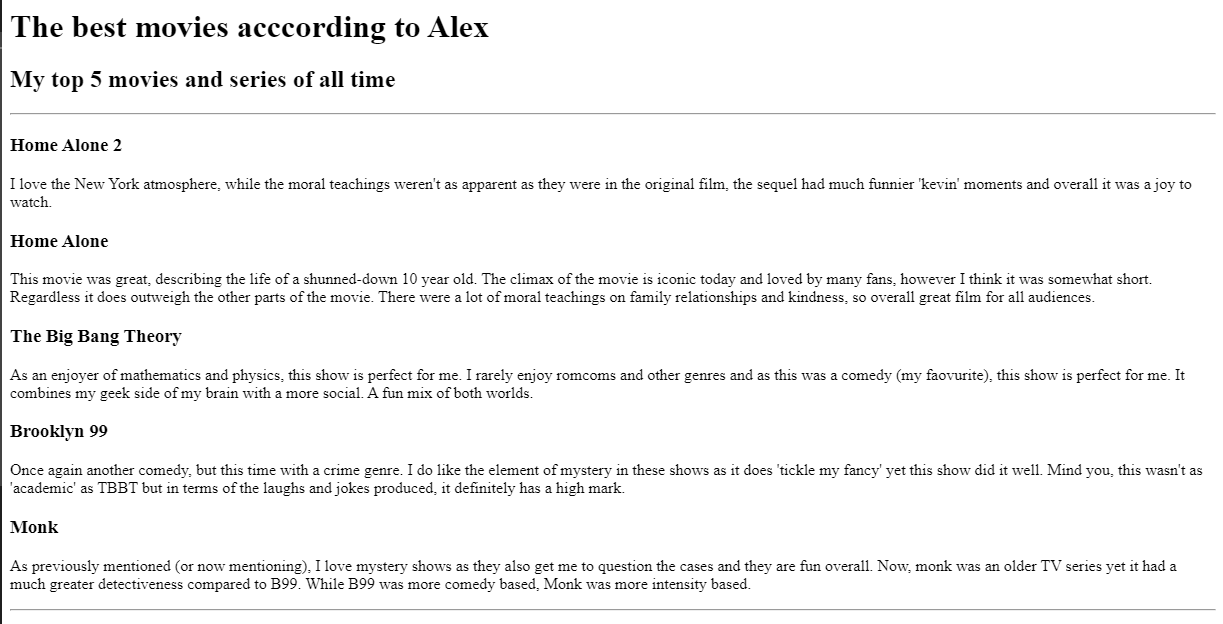 The best movies acccording to Alex
My top 5 movies and series of all time
Home Alone 2
I love the New York atmosphere, while the moral teachings weren't as apparent as they were in the original film, the sequel had much funnier 'kevin' moments and overall it was a joy to
watch.
Home Alone
This movie was great, describing the life of a shunned-down 10 year old. The climax of the movie is iconic today and loved by many fans, however I think it was somewhat short.
Regardless it does outweigh the other parts of the movie. There were a lot of moral teachings on family relationships and kindness, so overall great film for all audiences.
The Big Bang Theory
As an enjoyer of mathematics and physics, this show is perfect for me. I rarely enjoy romcoms and other genres and as this was a comedy (my faovurite), this show is perfect for me. It
combines my geek side of my brain with a more social. A fun mix of both worlds.
Brooklyn 99
Once again another comedy, but this time with a crime genre. I do like the element of mystery in these shows as it does 'tickle my fancy' yet this show did it well. Mind you, this wasn't as
'academic' as TBBT but in terms of the laughs and jokes produced, it definitely has a high mark.
Monk
As previously mentioned (or now mentioning), I love mystery shows as they also get me to question the cases and they are fun overall. Now, monk was an older TV series yet it had a
much greater detectiveness compared to B99. While B99 was more comedy based, Monk was more intensity based.